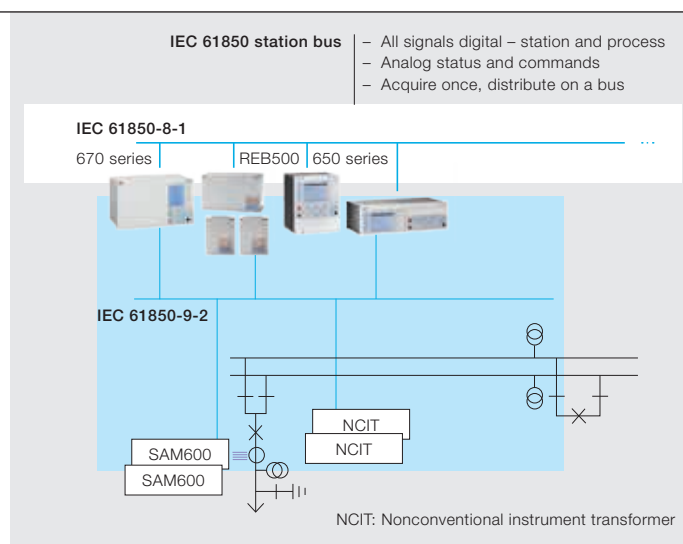 IEC 61850 station bus
– All signals digital – station and process
– Analog status and commands
– Acquire once, distribute on a bus
IEC 61850-8-1
...
670 series
REB500
650 series
IEC 61850-9-2
NCIT
NCIT
SAM600
SAM600
NCIT: Nonconventional instrument transformer